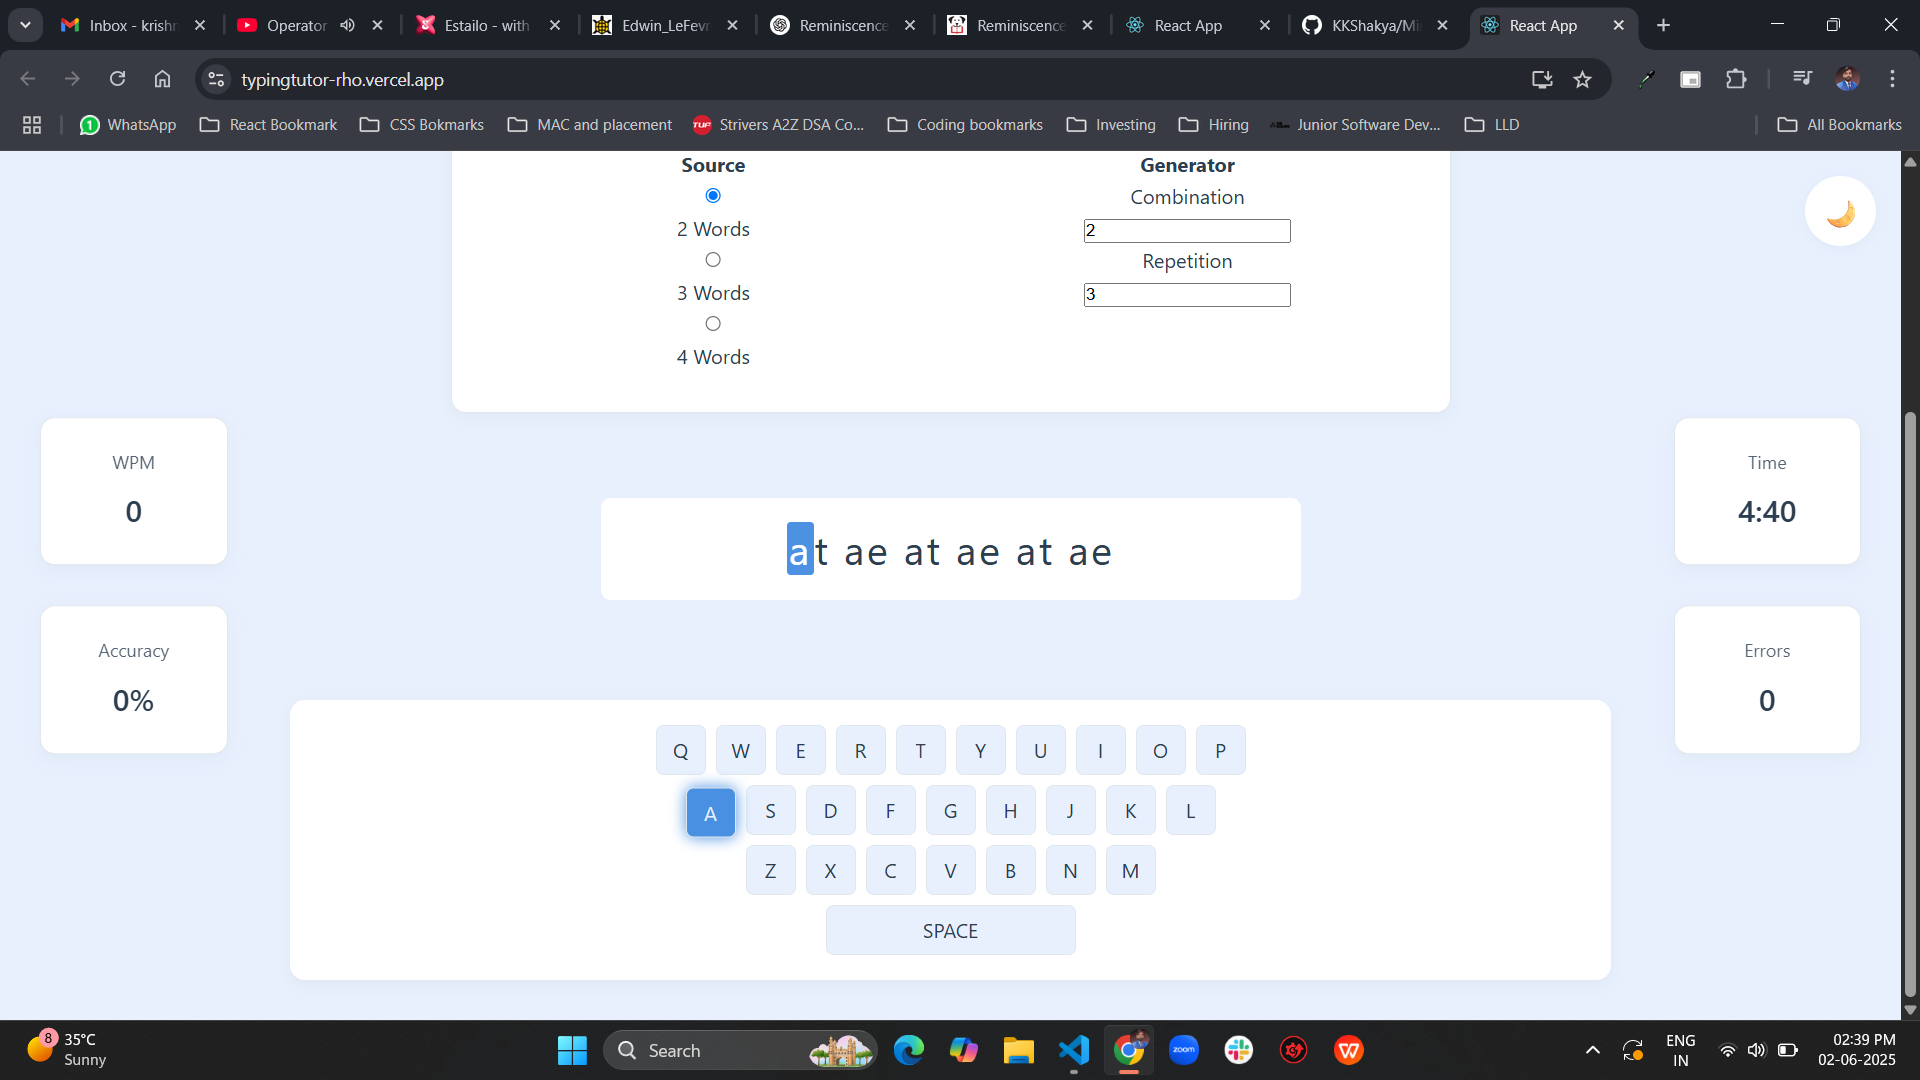 Inbox - krishn
Operator
Estailo - with
Edwin_LeFevr
Reminiscence
Reminiscence
React App
KKShakya/Mi
React App
typingtutor-rho.vercel.app
WhatsApp
React Bookmark
CSS Bokmarks
MAC and placement
TUF
Strivers A2Z DSA Co...
Coding bookmarks
Investing
Hiring
Junior Software Dev...
LLD
All Bookmarks
Source
Generator
Combination
2 Words
2
Repetition
3 Words
3
4 Words
WPM
0
Time
4:40
at ae at ae at ae
Accuracy
0%
Errors
0
Q W E R T Y U I O P
A S D F G H J K L
Z X C V B N M
SPACE
8
35°C
Sunny
Search
zoom
ENG
IN
02:39 PM
02-06-2025